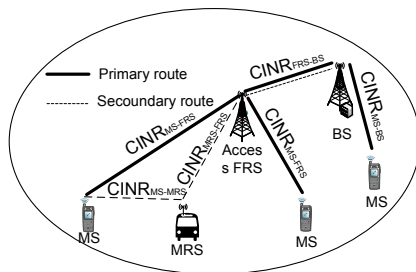 Primary route
Secoundary route
CINRFRS-BS
CINRMS-FRS
CINRMRS-FRS
CINRMS-FRS
CINRMS-BS
BS
Acces
s FRS
CINRMS-MRS
MS
MS
MRS
MS